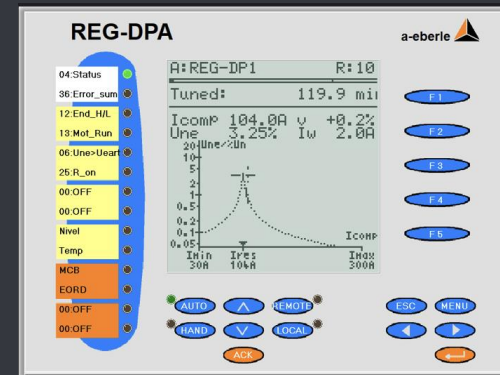 REG-DPA
a-eberle
04:Status
36:Error_sum
12:End_H/L
13:Mot_Run
06:Une>Ueart
25:R_on
00:OFF
00:OFF
Nivel
Temp
MCB
EORD
00:OFF
00:OFF
A:REG-DP1 R:10
Tuned: 119.9 min
Icomp 104.0A v +0.2%
Une 3.25% Iw 2.0A
20 Une%Un
10
5
2
1
0.5
0.2
0.1
0.05
Icomp
Imin Ires Imax
30A 104A 300A
F1
F2
F3
F4
F5
AUTO
REMOTE
HAND
LOCAL
ACK
ESC
MENU